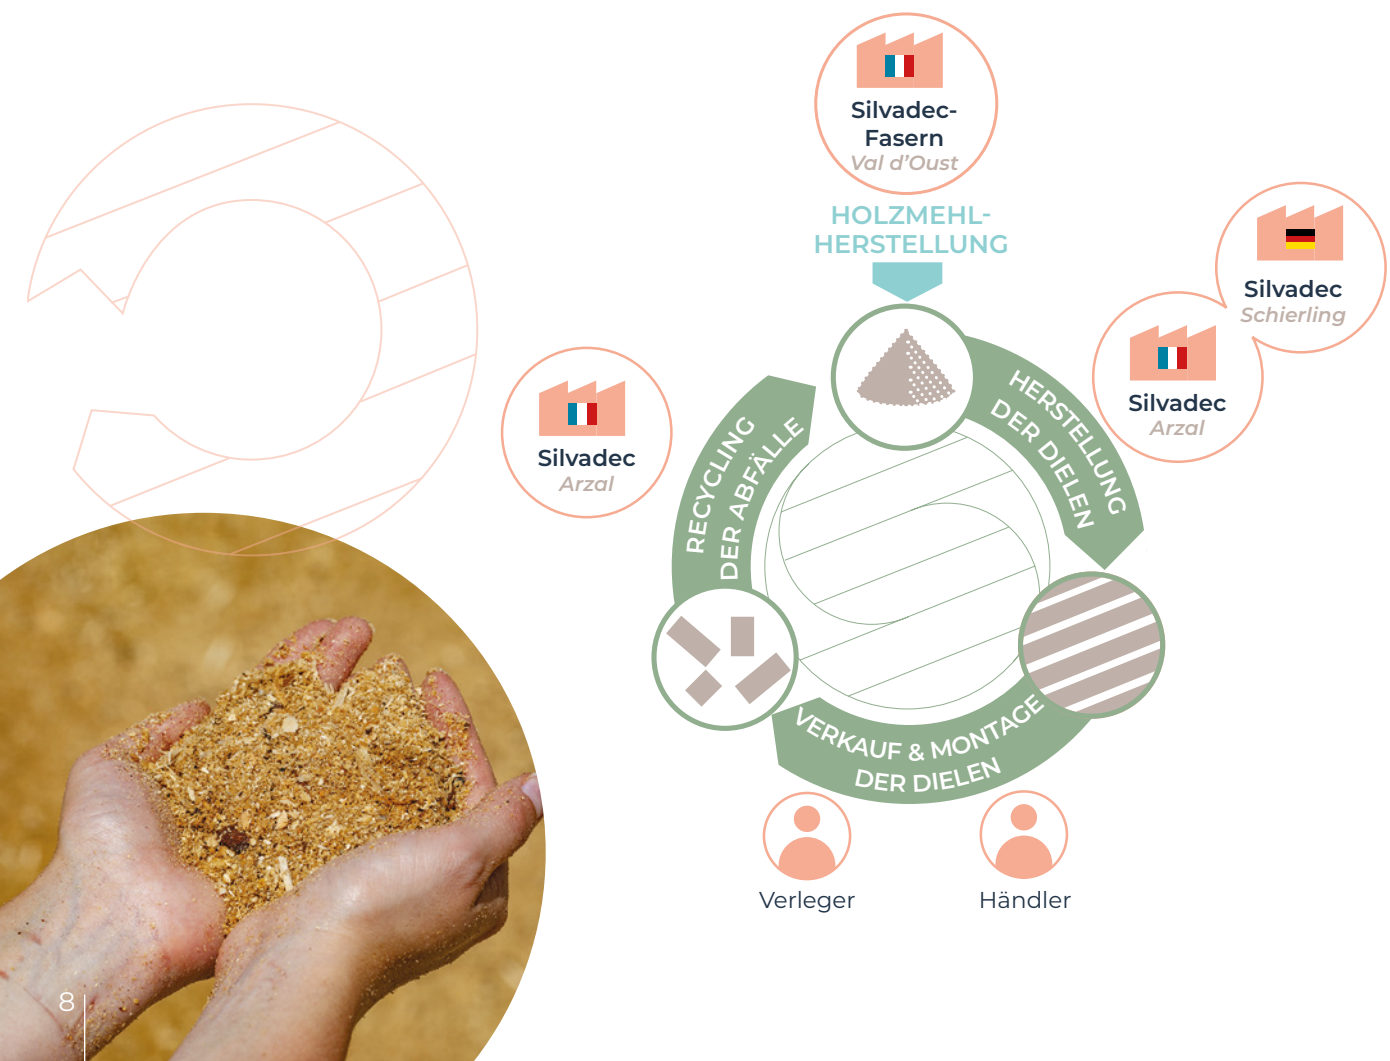 Silvadec-
Fasern
Val d'Oust
HOLZMEHL-
HERSTELLUNG
Silvadec
Schierling
Silvadec
Arzal
HERSTELLUNG
DER DIELEN
Silvadec
Arzal
RECYCLING
DER ABFÄLLE
VERKAUF & MONTAGE
DER DIELEN
Verleger
Händler
8